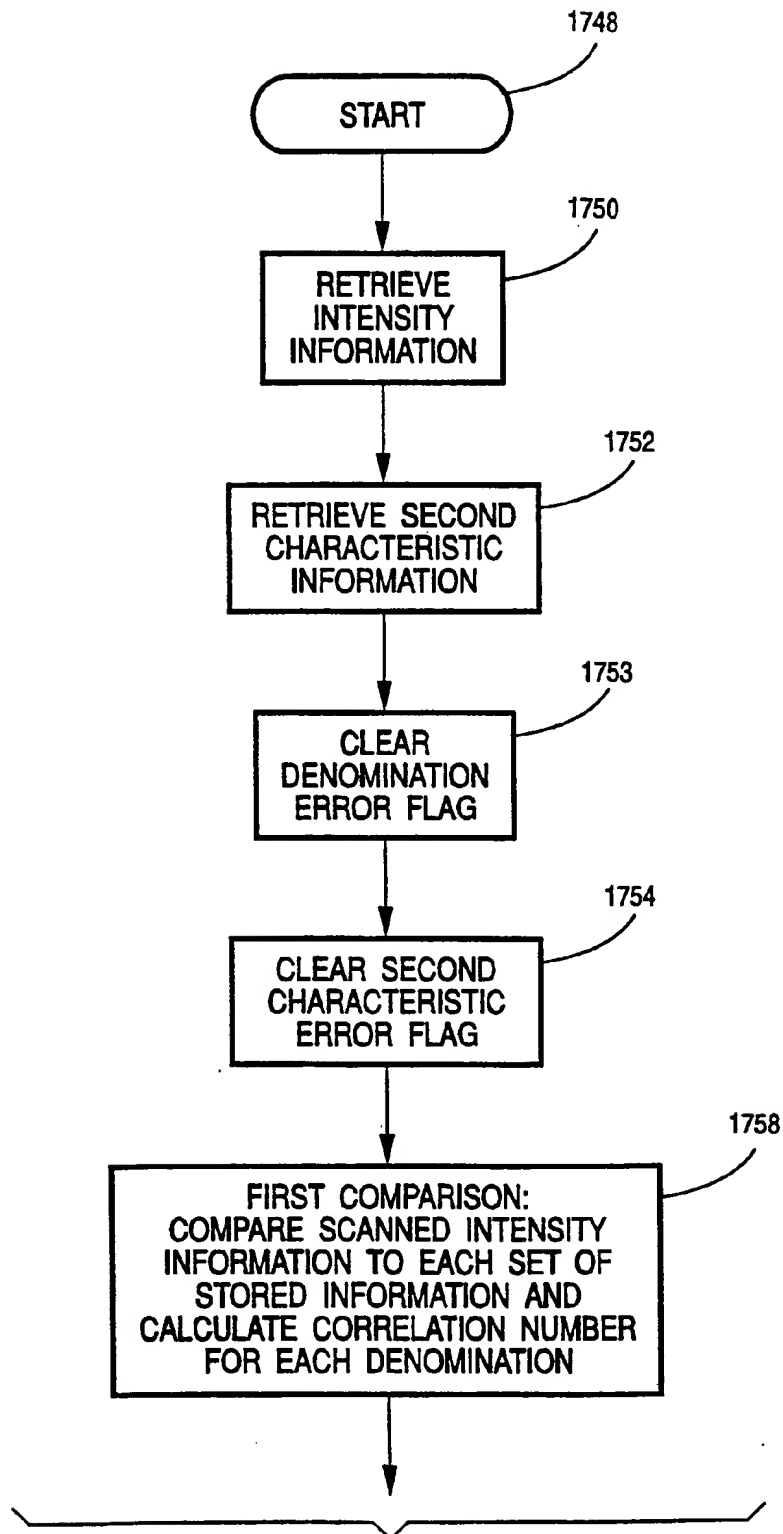 1748
START
1750
RETRIEVE
INTENSITY
INFORMATION
1752
RETRIEVE SECOND
CHARACTERISTIC
INFORMATION
1753
CLEAR
DENOMINATION
ERROR FLAG
1754
CLEAR SECOND
CHARACTERISTIC
ERROR FLAG
1758
FIRST COMPARISON:
COMPARE SCANNED INTENSITY
INFORMATION TO EACH SET OF
STORED INFORMATION AND
CALCULATE CORRELATION NUMBER
FOR EACH DENOMINATION